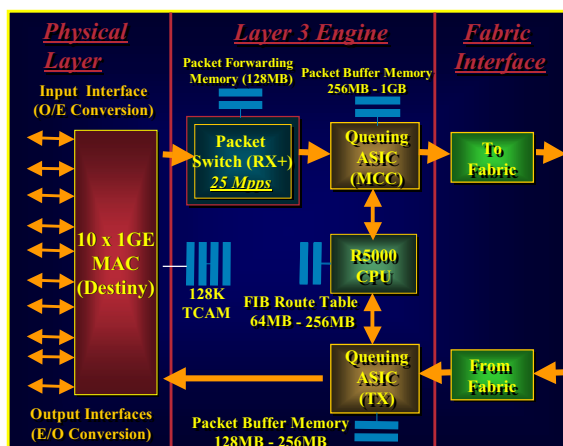 Physical
Layer
Layer 3 Engine
Fabric
Interface
Input Interface
(O/E Conversion)
Packet Forwarding
Memory (128MB)
Packet Buffer Memory
256MB - 1GB
Packet
Switch (RX+)
25 Mpps
Queuing
ASIC
(MCC)
To
Fabric
10 x 1GE
MAC
(Destiny)
R5000
CPU
128K
TCAM
FIB Route Table
64MB - 256MB
Queuing
ASIC
(TX)
From
Fabric
Output Interfaces
(E/O Conversion)
Packet Buffer Memory
128MB - 256MB